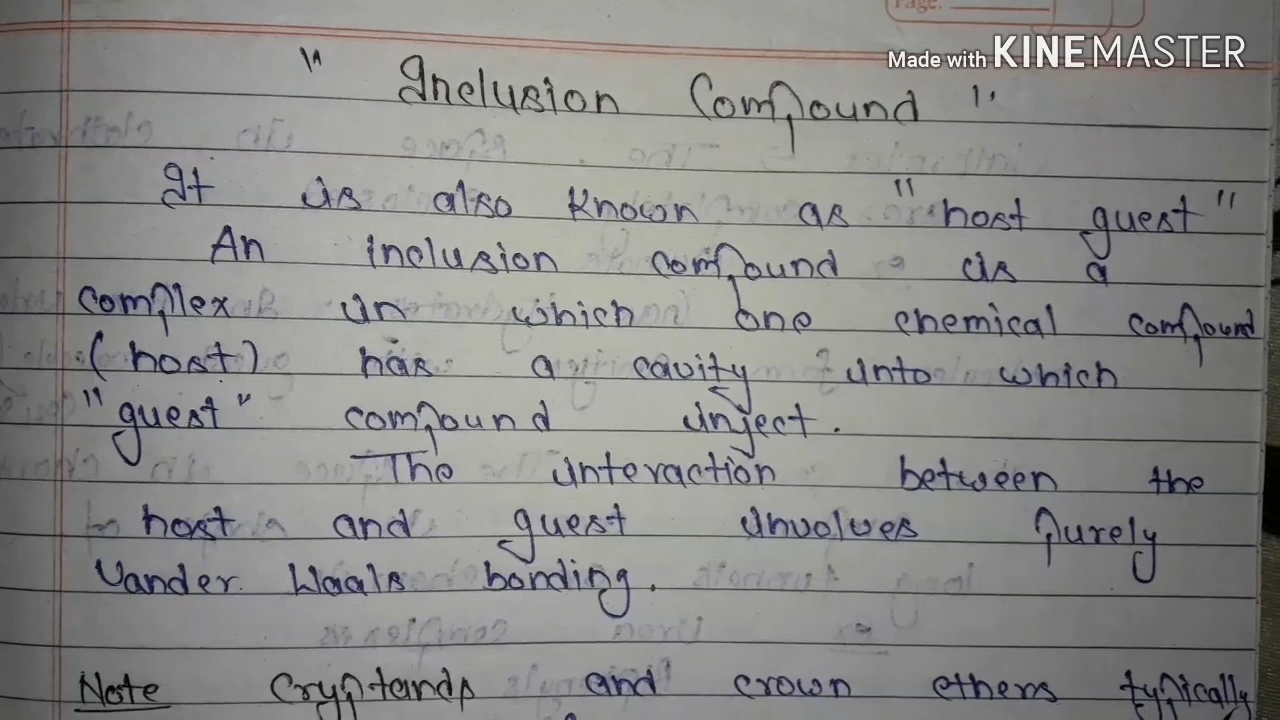 Page.
Made with KINEMASTER
" Inclusion Compound "
It is also known as "host guest"
An inclusion compound is a
complex in which one chemical compound
(host) has a cavity into which
"guest" compound inject.
The interaction between the
host and guest involves purely
Vander Waals bonding.
Note Cryptands and crown ethers typically